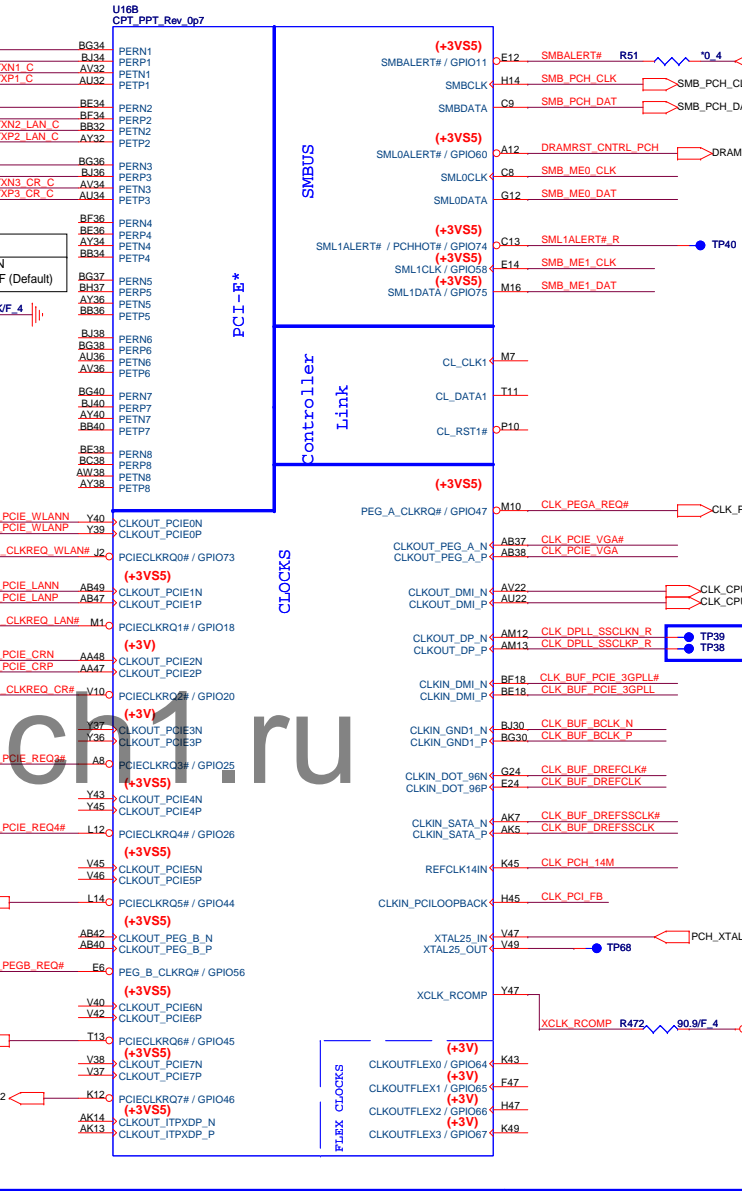 U16B
CPT_PPT_Rev_0p7
BG34 PERN1
BJ34 PERP1
TXN1_C AV32 PETN1
TXP1_C AU32 PETP1
BE34 PERN2
BF34 PERP2
TXN2_LAN_C BB32 PETN2
TXP2_LAN_C AY32 PETP2
BG36 PERN3
BJ36 PERP3
TXN3_CR_C AV34 PETN3
TXP3_CR_C AU34 PETP3
BF36 PERN4
BE36 PERP4
AY34 PETN4
BB34 PETP4
N
F (Default)
K/F_4
BG37 PERN5
BH37 PERP5
AY36 PETN5
BB36 PETP5
BJ38 PERN6
BG38 PERP6
AU36 PETN6
AV36 PETP6
BG40 PERN7
BJ40 PERP7
AY40 PETN7
BB40 PETP7
BE38 PERN8
BC38 PERP8
AW38 PETN8
AY38 PETP8
PCI-E*
PCIE_WLANN Y40 CLKOUT_PCIE0N
PCIE_WLANP Y39 CLKOUT_PCIE0P
CLKREQ_WLAN# J2 PCIECLKRQ0# / GPIO73
(+3VS5)
PCIE_LANN AB49 CLKOUT_PCIE1N
PCIE_LANP AB47 CLKOUT_PCIE1P
CLKREQ_LAN# M1 PCIECLKRQ1# / GPIO18
(+3V)
PCIE_CRN AA48 CLKOUT_PCIE2N
PCIE_CRP AA47 CLKOUT_PCIE2P
CLKREQ_CR# V10 PCIECLKRQ2# / GPIO20
(+3V)
Y37 CLKOUT_PCIE3N
Y36 CLKOUT_PCIE3P
PCIE_REQ3# A8 PCIECLKRQ3# / GPIO25
(+3VS5)
Y43 CLKOUT_PCIE4N
Y45 CLKOUT_PCIE4P
PCIE_REQ4# L12 PCIECLKRQ4# / GPIO26
(+3VS5)
V45 CLKOUT_PCIE5N
V46 CLKOUT_PCIE5P
L14 PCIECLKRQ5# / GPIO44
(+3VS5)
AB42 CLKOUT_PEG_B_N
AB40 CLKOUT_PEG_B_P
PEGB_REQ# E6 PEG_B_CLKRQ# / GPIO56
(+3VS5)
V40 CLKOUT_PCIE6N
V42 CLKOUT_PCIE6P
T13 PCIECLKRQ6# / GPIO45
(+3VS5)
V38 CLKOUT_PCIE7N
V37 CLKOUT_PCIE7P
2 K12 PCIECLKRQ7# / GPIO46
(+3VS5)
AK14 CLKOUT_ITPXDP_N
AK13 CLKOUT_ITPXDP_P
SMBUS
(+3VS5)
SMBALERT# / GPIO11 E12 SMBALERT# R51 *0_4
SMBCLK H14 SMB_PCH_CLK SMB_PCH_CL
SMBDATA C9 SMB_PCH_DAT SMB_PCH_DA
(+3VS5)
SML0ALERT# / GPIO60 A12 DRAMRST_CNTRL_PCH DRAM
SML0CLK C8 SMB_ME0_CLK
SML0DATA G12 SMB_ME0_DAT
(+3VS5)
SML1ALERT# / PCHHOT# / GPIO74 C13 SML1ALERT#_R TP40
(+3VS5)
SML1CLK / GPIO58 E14 SMB_ME1_CLK
(+3VS5)
SML1DATA / GPIO75 M16 SMB_ME1_DAT
Controller
Link
CL_CLK1 M7
CL_DATA1 T11
CL_RST1# P10
CLOCKS
(+3VS5)
PEG_A_CLKRQ# / GPIO47 M10 CLK_PEGA_REQ# CLK_P
CLKOUT_PEG_A_N AB37 CLK_PCIE_VGA#
CLKOUT_PEG_A_P AB38 CLK_PCIE_VGA
CLKOUT_DMI_N AV22 CLK_CPU
CLKOUT_DMI_P AU22 CLK_CPU
CLKOUT_DP_N AM12 CLK_DPLL_SSCLKN_R TP39
CLKOUT_DP_P AM13 CLK_DPLL_SSCLKP_R TP38
CLKIN_DMI_N BF18 CLK_BUF_PCIE_3GPLL#
CLKIN_DMI_P BE18 CLK_BUF_PCIE_3GPLL
CLKIN_GND1_N BJ30 CLK_BUF_BCLK_N
CLKIN_GND1_P BG30 CLK_BUF_BCLK_P
CLKIN_DOT_96N G24 CLK_BUF_DREFCLK#
CLKIN_DOT_96P E24 CLK_BUF_DREFCLK
CLKIN_SATA_N AK7 CLK_BUF_DREFSSCLK#
CLKIN_SATA_P AK5 CLK_BUF_DREFSSCLK
REFCLK14IN K45 CLK_PCH_14M
CLKIN_PCILOOPBACK H45 CLK_PCI_FB
XTAL25_IN V47 PCH_XTAL
XTAL25_OUT V49 TP68
XCLK_RCOMP Y47 XCLK_RCOMP R472 90.9/F_4
FLEX CLOCKS
(+3V)
CLKOUTFLEX0 / GPIO64 K43
(+3V)
CLKOUTFLEX1 / GPIO65 F47
(+3V)
CLKOUTFLEX2 / GPIO66 H47
(+3V)
CLKOUTFLEX3 / GPIO67 K49
ch1.ru